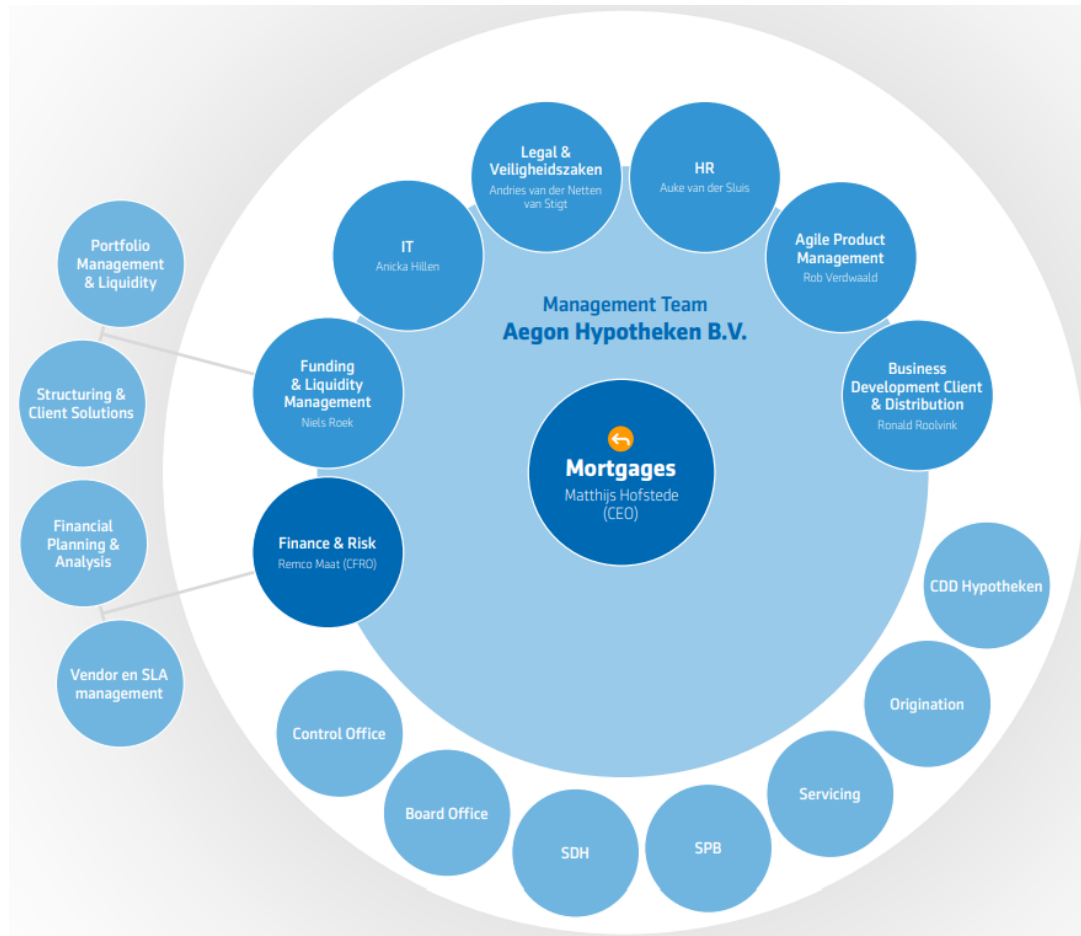 Legal &
Veiligheidszaken
Andries van der Netten
van Stigt
HR
Auke van der Sluis
IT
Anicka Hillen
Agile Product
Management
Rob Verdwaald
Portfolio
Management
& Liquidity
Management Team
Aegon Hypotheken B.V.
Funding
& Liquidity
Management
Niels Roek
Business
Development Client
& Distribution
Ronald Roolvink
Structuring &
Client Solutions
Mortgages
Matthijs Hofstede
(CEO)
Financial
Planning &
Analysis
Finance & Risk
Remco Maat (CFRO)
CDD Hypotheken
Vendor en SLA
management
Origination
Control Office
Servicing
Board Office
SDH
SPB